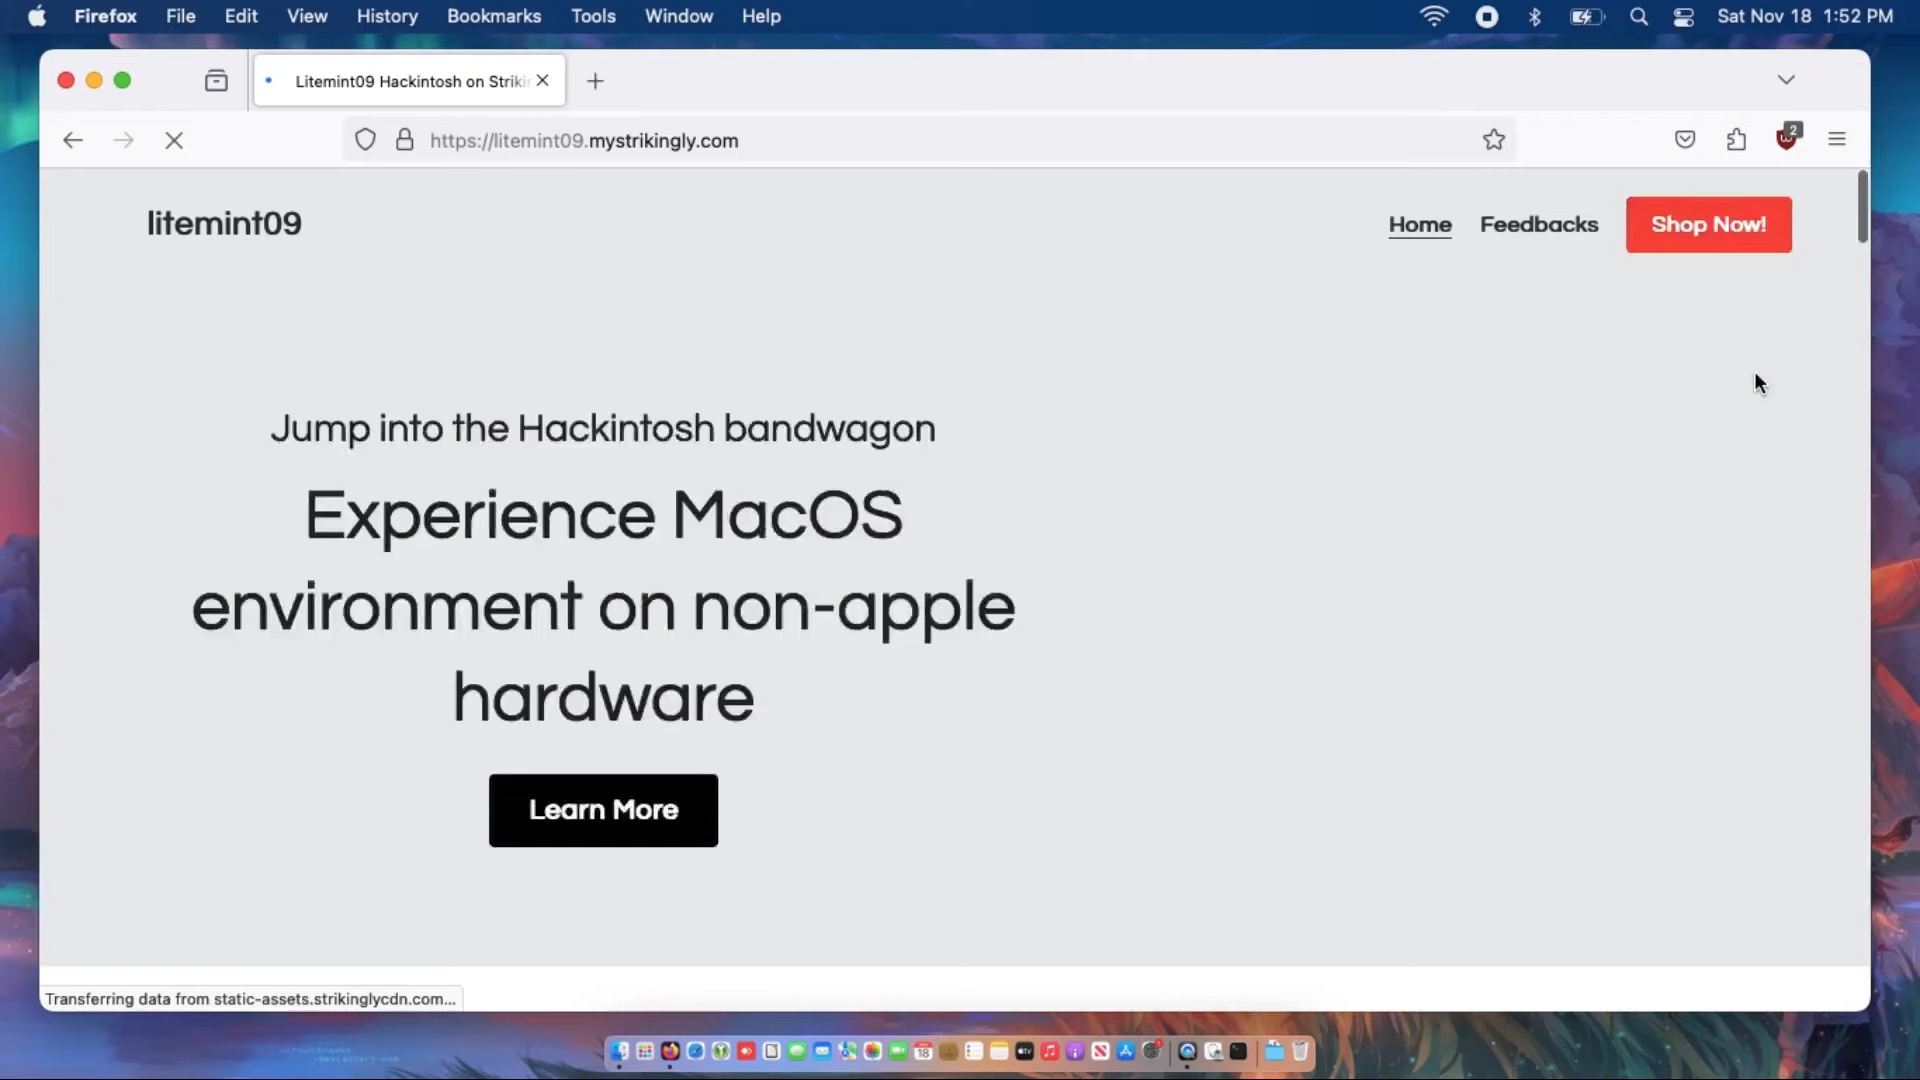 Firefox File Edit View History Bookmarks Tools Window Help Sat Nov 18 1:52 PM
Litemint09 Hackintosh on Striki
https://litemint09.mystrikingly.com 2
litemint09 Home Feedbacks Shop Now!
Jump into the Hackintosh bandwagon
Experience MacOS
environment on non-apple
hardware
Learn More
Transferring data from static-assets.strikinglycdn.com...
18